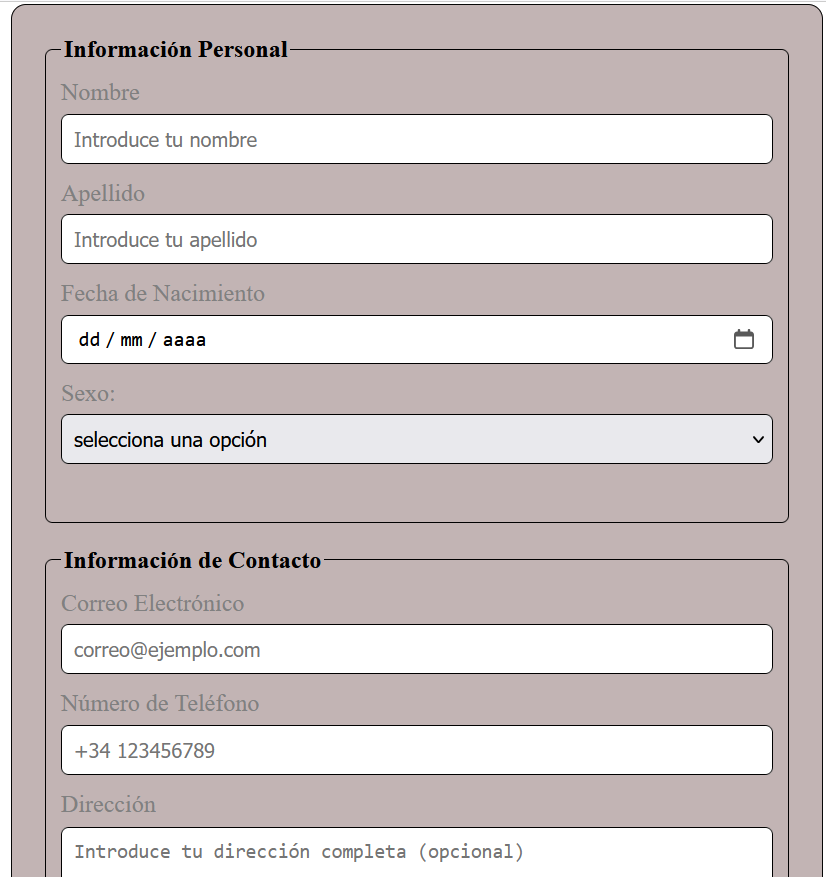 Información Personal
Nombre
Introduce tu nombre
Apellido
Introduce tu apellido
Fecha de Nacimiento
dd / mm / aaaa
Sexo:
selecciona una opción
Información de Contacto
Correo Electrónico
correo@ejemplo.com
Número de Teléfono
+34 123456789
Dirección
Introduce tu dirección completa (opcional)